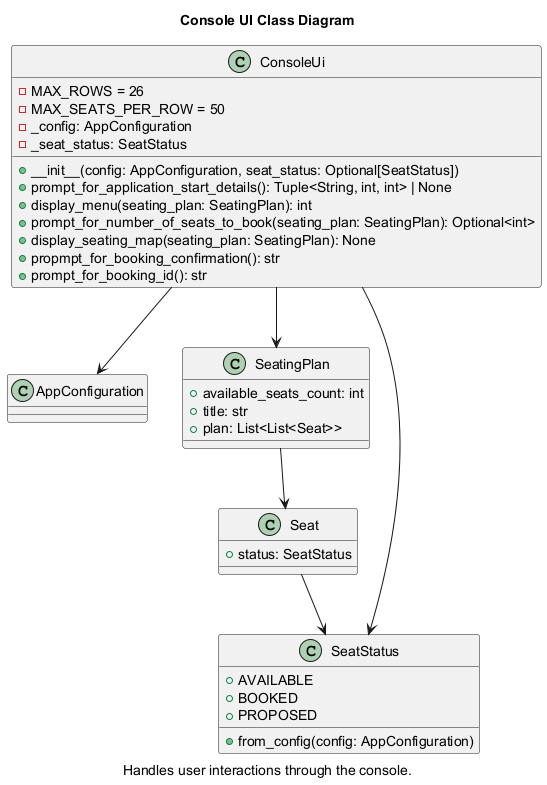 Console UI Class Diagram
C ConsoleUi
MAX_ROWS = 26
MAX_SEATS_PER_ROW = 50
_config: AppConfiguration
_seat_status: SeatStatus
__init__(config: AppConfiguration, seat_status: Optional[SeatStatus])
prompt_for_application_start_details(): Tuple<String, int, int> | None
display_menu(seating_plan: SeatingPlan): int
prompt_for_number_of_seats_to_book(seating_plan: SeatingPlan): Optional<int>
display_seating_map(seating_plan: SeatingPlan): None
propmpt_for_booking_confirmation(): str
prompt_for_booking_id(): str
C AppConfiguration
C SeatingPlan
available_seats_count: int
title: str
plan: List<List<Seat>>
C Seat
status: SeatStatus
C SeatStatus
AVAILABLE
BOOKED
PROPOSED
from_config(config: AppConfiguration)
Handles user interactions through the console.